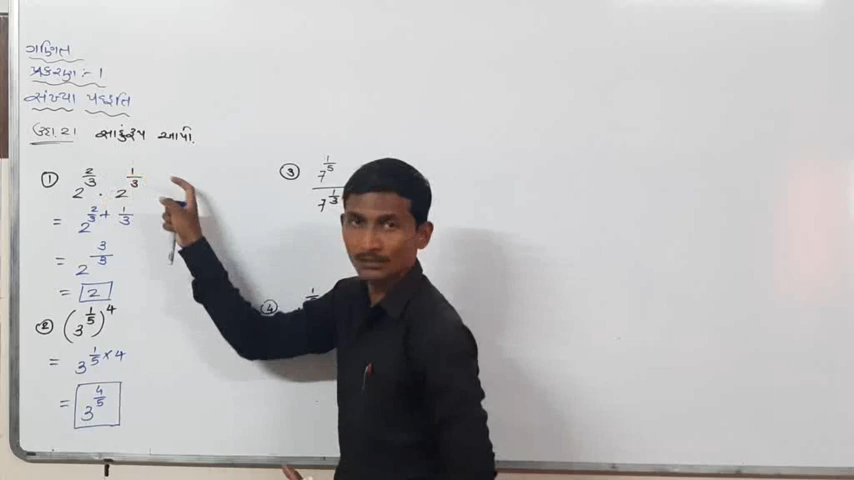 ગણિત
પ્રકરણ :- 1
સંખ્યા પદ્ધતિ
ઉદા. 21 સાદુંરૂપ આપો.
① 2^(2/3) · 2^(1/3)
= 2^(2/3 + 1/3)
= 2^(3/3)
= 2
② (3^(1/5))^4
= 3^(1/5 × 4)
= 3^(4/5)
③ 7^(1/5) / 7^(1/3)
④